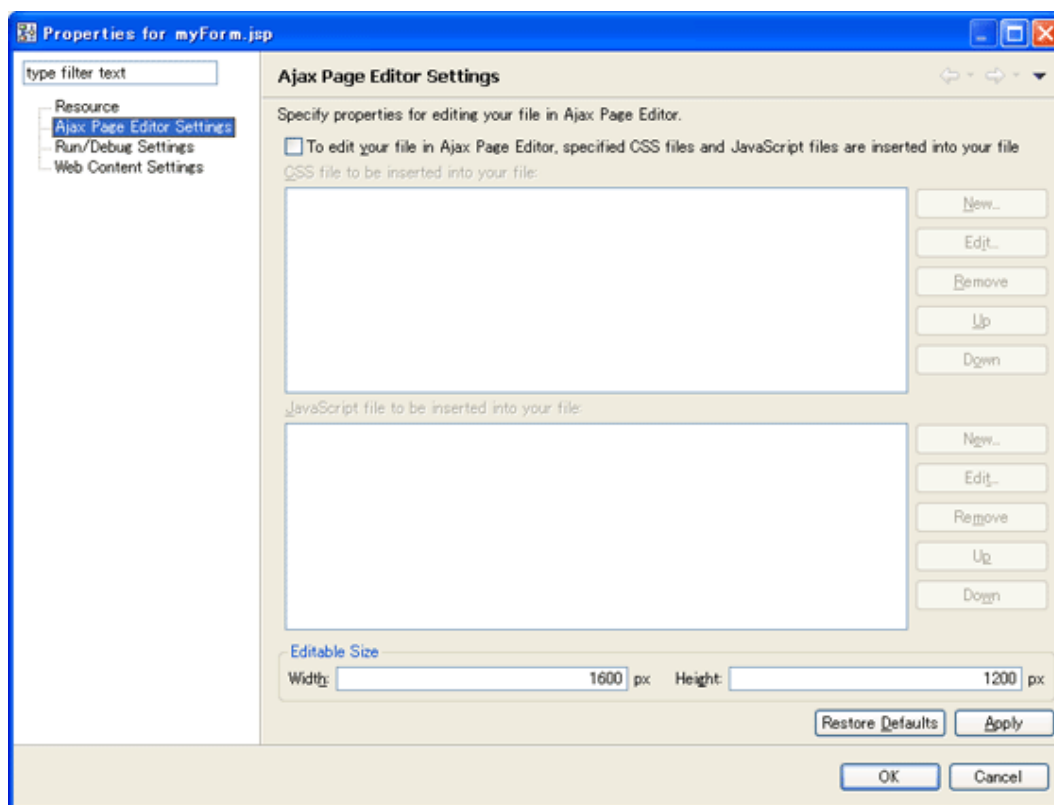 Properties for myForm.jsp
type filter text
Resource
Ajax Page Editor Settings
Run/Debug Settings
Web Content Settings
Ajax Page Editor Settings
Specify properties for editing your file in Ajax Page Editor.
To edit your file in Ajax Page Editor, specified CSS files and JavaScript files are inserted into your file
CSS file to be inserted into your file:
New...
Edit...
Remove
Up
Down
JavaScript file to be inserted into your file:
New...
Edit...
Remove
Up
Down
Editable Size
Width: 1600 px Height: 1200 px
Restore Defaults Apply
OK Cancel